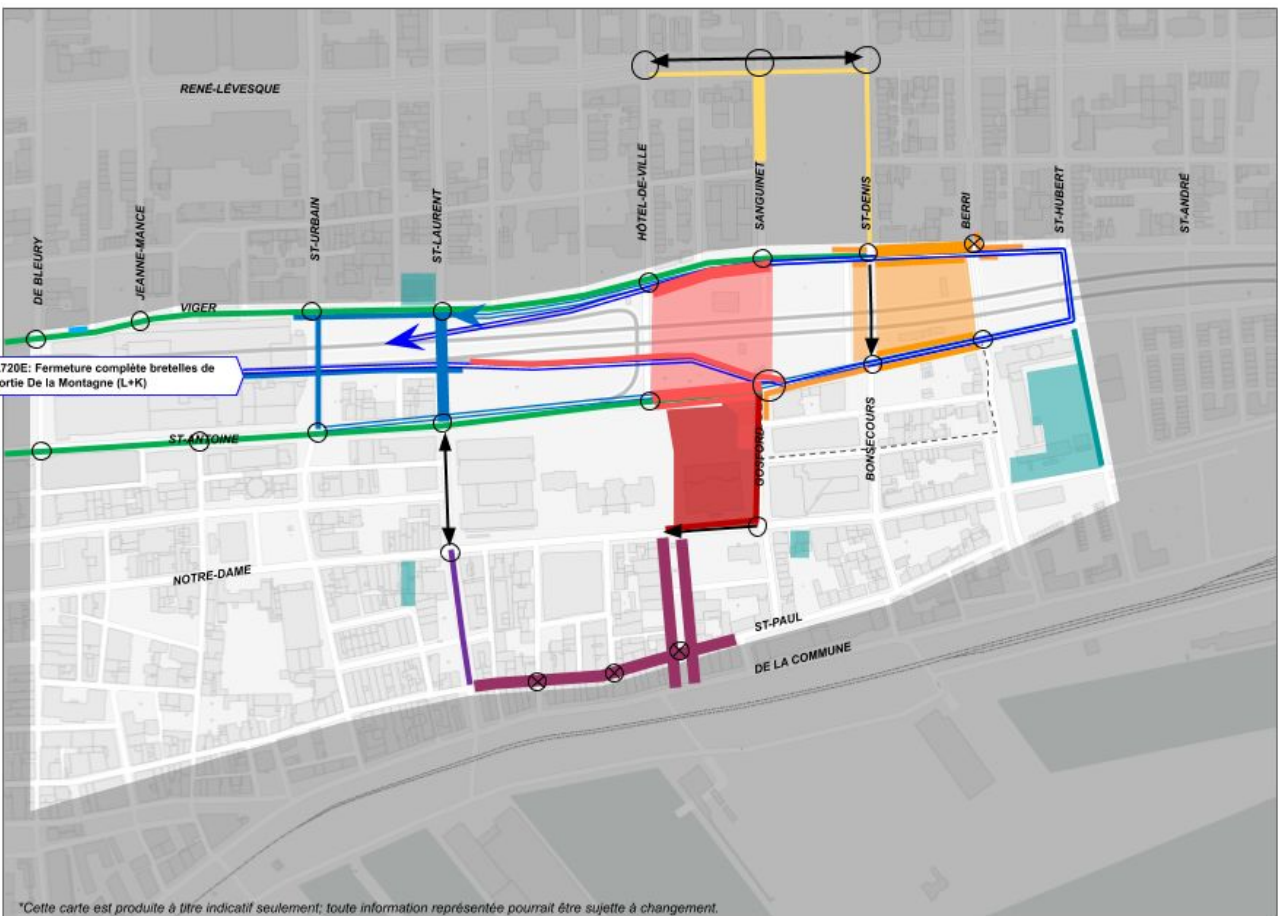 RENÉ-LÉVESQUE
DE BLEURY
JEANNE-MANCE
ST-URBAIN
ST-LAURENT
HÔTEL-DE-VILLE
SANGUINET
ST-DENIS
BERRI
ST-HUBERT
ST-ANDRÉ
VIGER
720E: Fermeture complète bretelles de
ortie De la Montagne (L+K)
ST-ANTOINE
GOSFORD
BONSECOURS
NOTRE-DAME
ST-PAUL
DE LA COMMUNE
*Cette carte est produite à titre indicatif seulement; toute information représentée pourrait être sujette à changement.